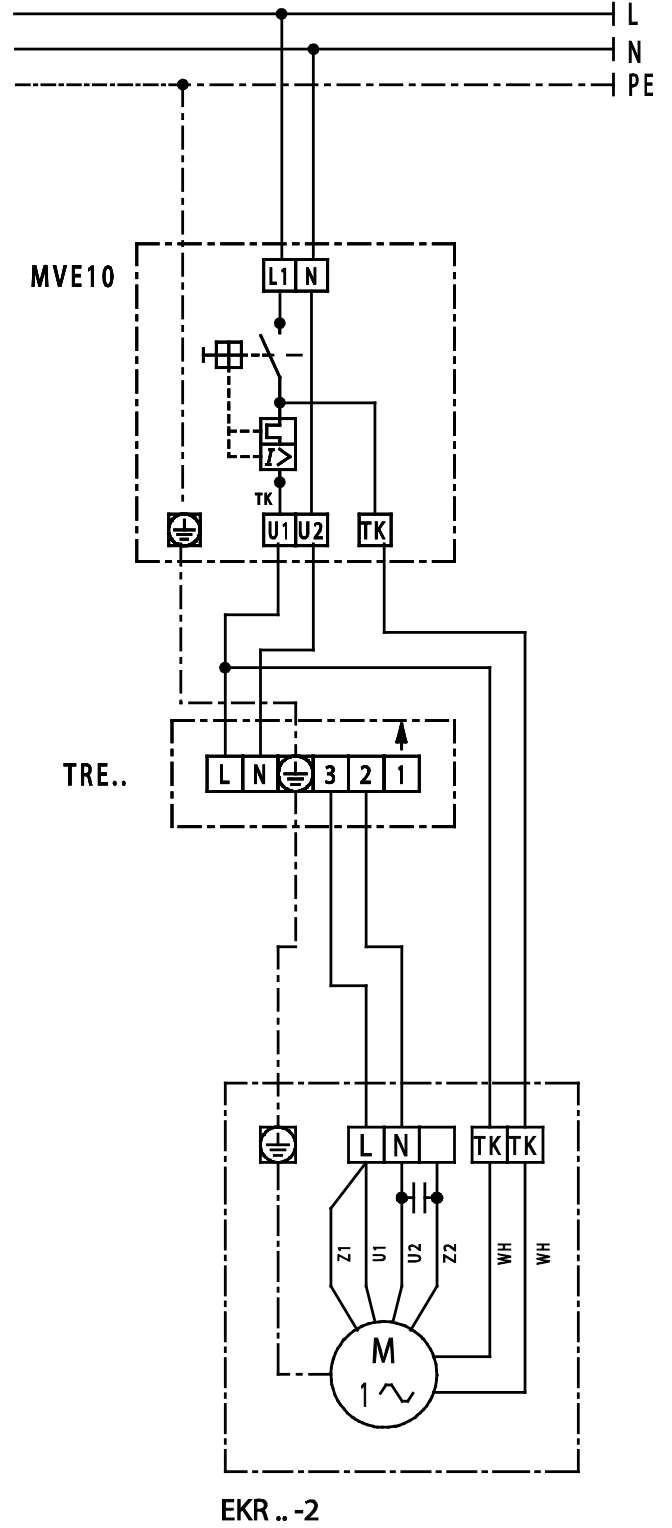 L
N
PE
MVE10
L1 N
I>
TK
U1 U2 TK
TRE..
L N 3 2 1
L N TK TK
Z1 U1 U2 Z2 WH WH
M
1
EKR .. -2